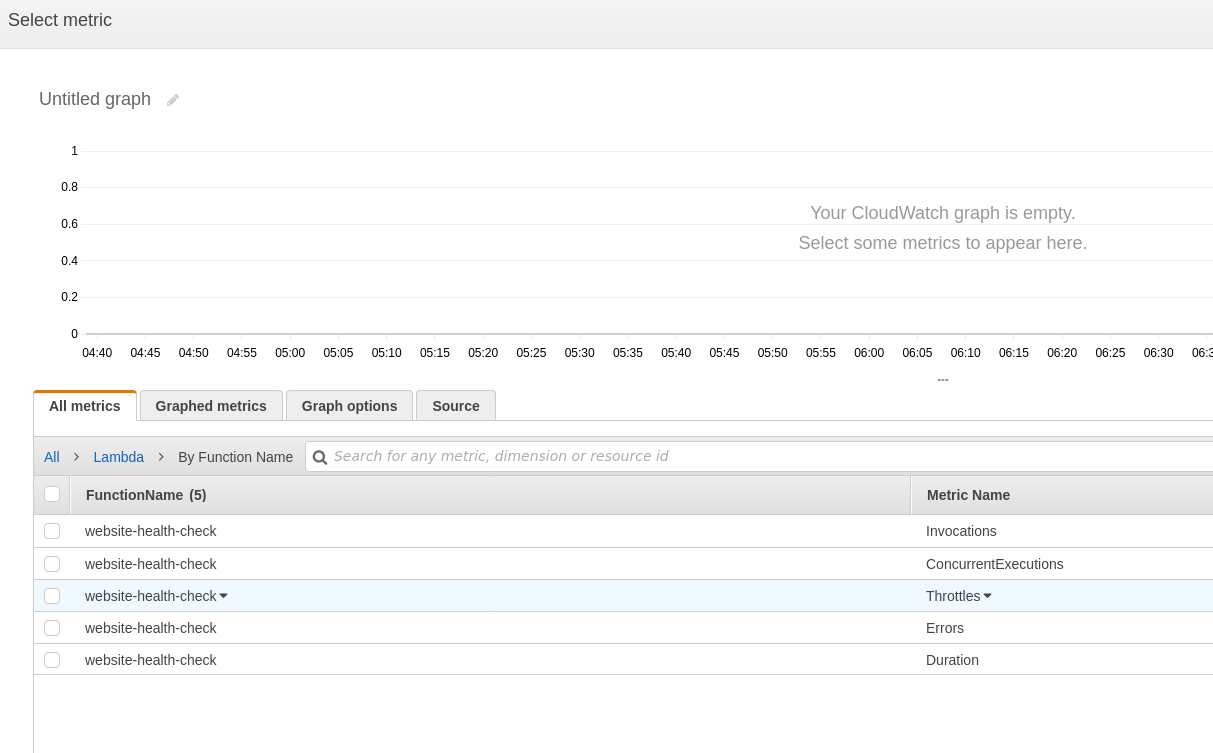 Select metric
Untitled graph
1
0.8
Your CloudWatch graph is empty.
0.6
Select some metrics to appear here.
0.4
0.2
0
04:40 04:45 04:50 04:55 05:00 05:05 05:10 05:15 05:20 05:25 05:30 05:35 05:40 05:45 05:50 05:55 06:00 06:05 06:10 06:15 06:20 06:25 06:30 06:3
---
All metrics Graphed metrics Graph options Source
All > Lambda > By Function Name Search for any metric, dimension or resource id
FunctionName (5) Metric Name
website-health-check Invocations
website-health-check ConcurrentExecutions
website-health-check Throttles
website-health-check Errors
website-health-check Duration